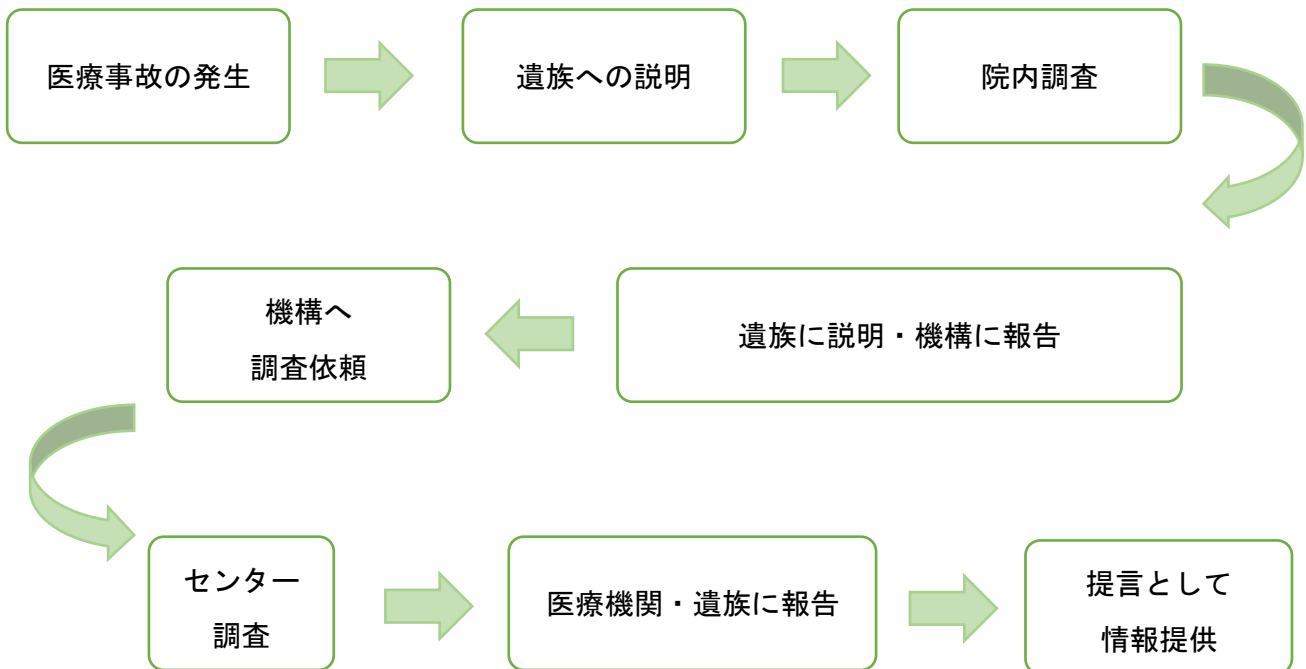 医療事故の発生
遺族への説明
院内調査
遺族に説明・機構に報告
機構へ
調査依頼
センター
調査
医療機関・遺族に報告
提言として
情報提供